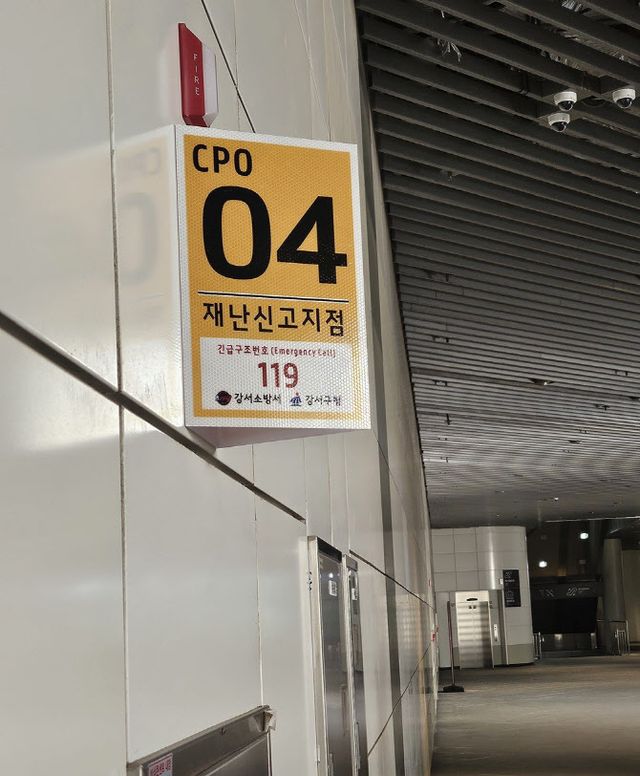 FIRE
CPO
04
재난신고지점
긴급구조번호 (Emergency Call)
119
강서소방서 강서구청